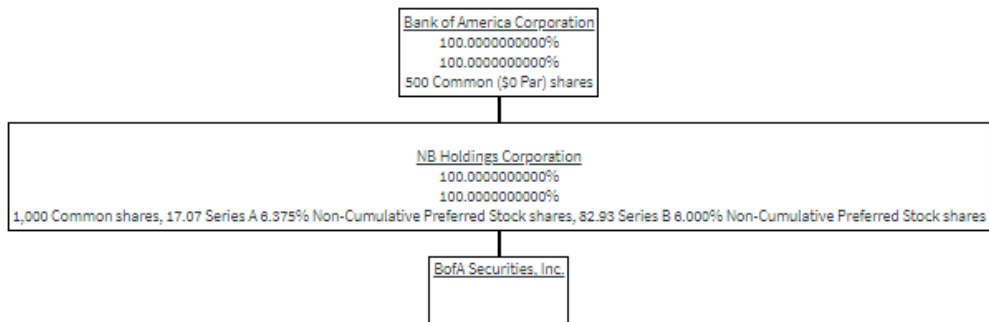 Bank of America Corporation
100.0000000000%
100.0000000000%
500 Common ($0 Par) shares
NB Holdings Corporation
100.0000000000%
100.0000000000%
1,000 Common shares, 17.07 Series A 6.375% Non-Cumulative Preferred Stock shares, 82.93 Series B 6.000% Non-Cumulative Preferred Stock shares
BofA Securities, Inc.